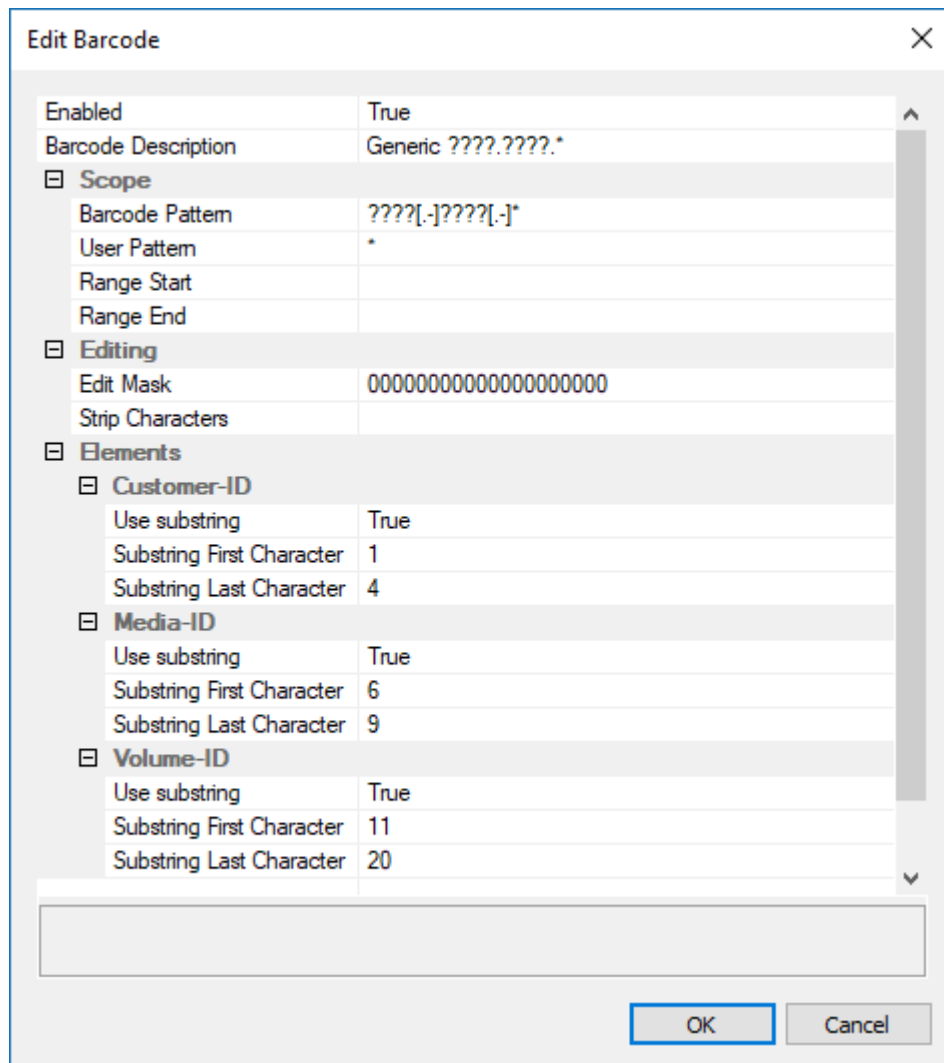 Edit Barcode
Enabled True
Barcode Description Generic ????.????.*
Scope
Barcode Pattern ????[.-]????[.-]*
User Pattern *
Range Start
Range End
Editing
Edit Mask 00000000000000000000
Strip Characters
Elements
Customer-ID
Use substring True
Substring First Character 1
Substring Last Character 4
Media-ID
Use substring True
Substring First Character 6
Substring Last Character 9
Volume-ID
Use substring True
Substring First Character 11
Substring Last Character 20
OK Cancel